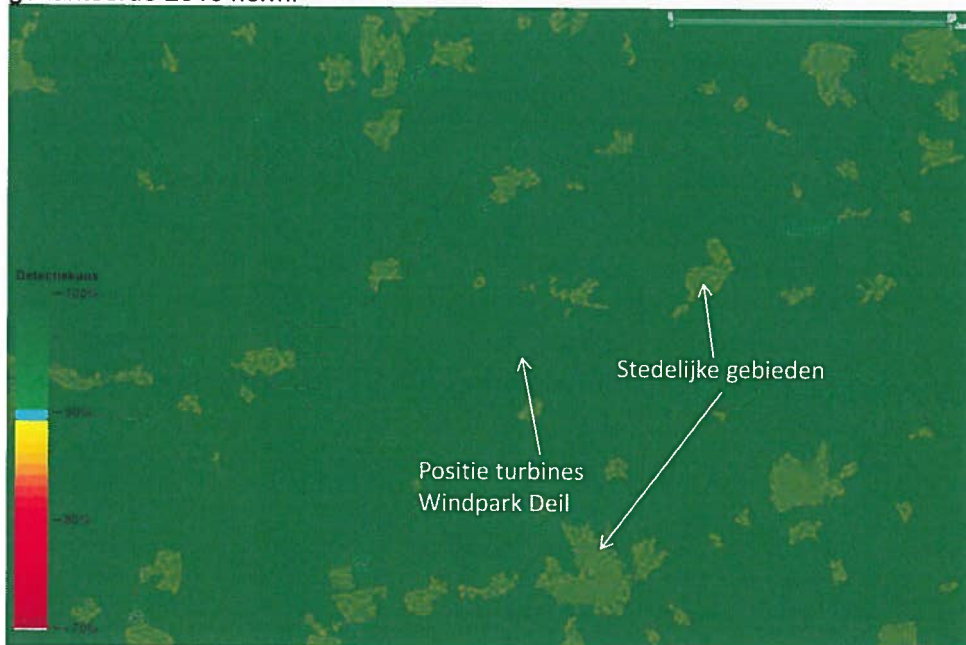 Detectiekans
—100%
—90%
—80%
—70%
Stedelijke gebieden
Positie turbines
Windpark Deil